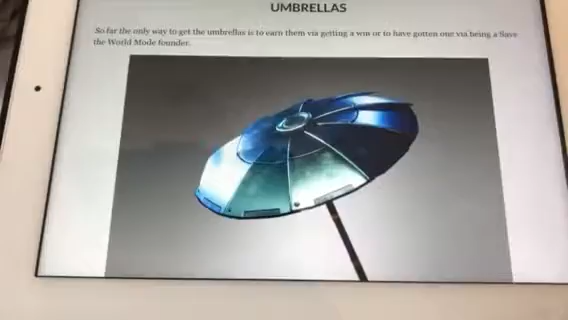 UMBRELLAS
So far the only way to get the umbrellas is to earn them via getting a win or to have gotten one via being a Save
the World Mode founder.